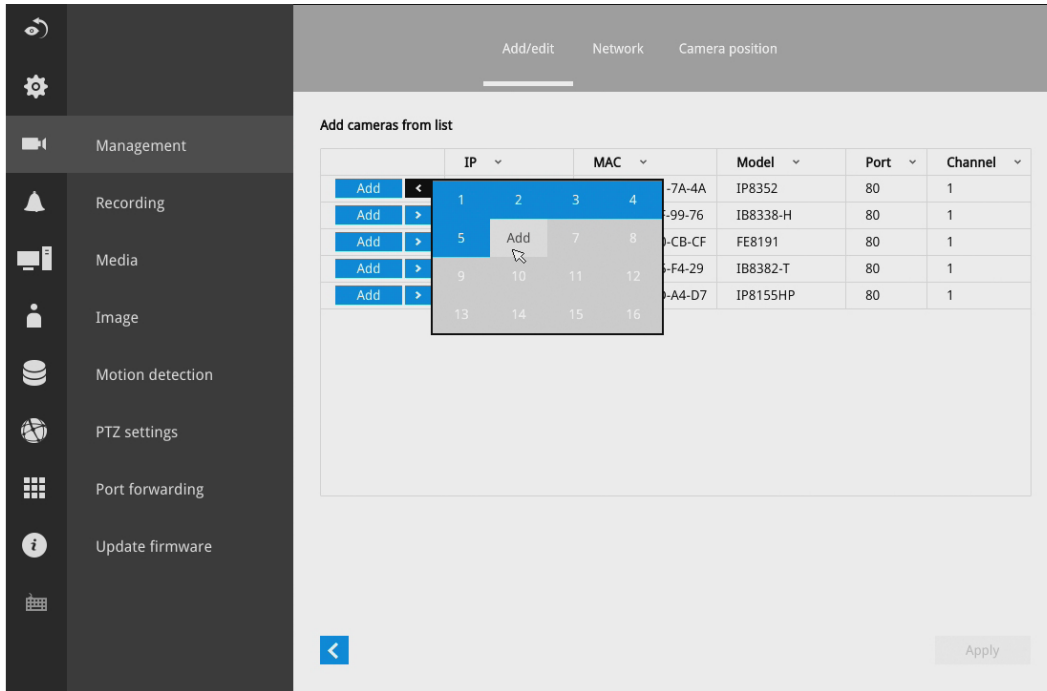 Add/edit Network Camera position
Add cameras from list
IP MAC Model Port Channel
Management
Recording
Media
Image
Motion detection
PTZ settings
Port forwarding
Update firmware
Add -7A-4A IP8352 80 1
Add -99-76 IB8338-H 80 1
Add -CB-CF FE8191 80 1
Add -F4-29 IB8382-T 80 1
Add -A4-D7 IP8155HP 80 1
1 2 3 4
5 Add 7 8
9 10 11 12
13 14 15 16
Apply